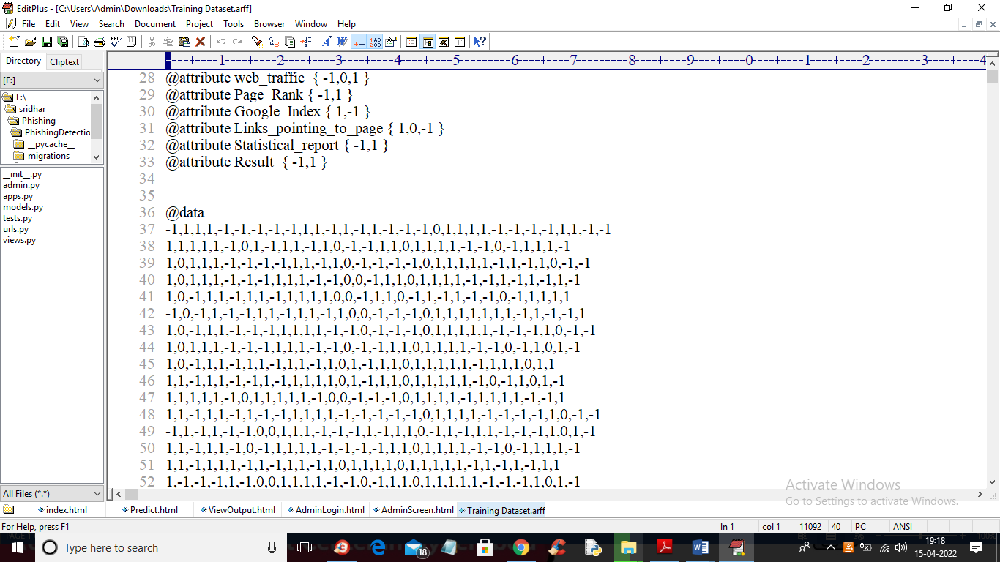 EditPlus - [C:\Users\Admin\Downloads\Training Dataset.arff]
File Edit View Search Document Project Tools Browser Window Help
Directory Cliptext
[E:]
E:\
sridhar
Phishing
PhishingDetectio
__pycache__
migrations
__init__.py
admin.py
apps.py
models.py
tests.py
urls.py
views.py
All Files (*.*)
----+----1----+----2----+----3----+----4----+----5----+----6----+----7----+----8----+----9----+----0----+----1----+----2----+----3----+----4
28 @attribute web_traffic  { -1,0,1 }
29 @attribute Page_Rank { -1,1 }
30 @attribute Google_Index { 1,-1 }
31 @attribute Links_pointing_to_page { 1,0,-1 }
32 @attribute Statistical_report { -1,1 }
33 @attribute Result  { -1,1 }
34
35
36 @data
37 -1,1,1,1,-1,-1,-1,-1,-1,1,1,-1,1,-1,1,-1,-1,-1,0,1,1,1,1,-1,-1,-1,-1,1,1,-1,-1
38 1,1,1,1,1,-1,0,1,-1,1,1,-1,1,0,-1,-1,1,1,0,1,1,1,1,-1,-1,0,-1,1,1,1,-1
39 1,0,1,1,1,-1,-1,-1,-1,1,1,-1,1,0,-1,-1,-1,-1,0,1,1,1,1,1,-1,1,-1,1,0,-1,-1
40 1,0,1,1,1,-1,-1,-1,1,1,1,-1,-1,0,0,-1,1,1,0,1,1,1,1,-1,-1,1,-1,1,-1,1,-1
41 1,0,-1,1,1,-1,1,1,-1,1,1,1,1,0,0,-1,1,1,0,-1,1,-1,1,-1,-1,0,-1,1,1,1,1
42 -1,0,-1,1,-1,-1,1,1,-1,1,1,-1,1,0,0,-1,-1,-1,0,1,1,1,1,1,1,1,-1,1,-1,-1,1
43 1,0,-1,1,1,-1,-1,-1,1,1,1,1,-1,-1,0,-1,-1,-1,0,1,1,1,1,1,-1,-1,-1,1,0,-1,-1
44 1,0,1,1,1,-1,-1,-1,1,1,1,-1,-1,0,-1,-1,1,1,0,1,1,1,1,-1,-1,0,-1,1,0,1,-1
45 1,0,-1,1,1,-1,1,1,-1,1,1,-1,1,0,1,-1,1,1,0,1,1,1,1,1,-1,1,1,1,0,1,1
46 1,1,-1,1,1,-1,-1,1,-1,1,1,1,1,0,1,-1,1,1,0,1,1,1,1,1,-1,0,-1,1,0,1,-1
47 1,1,1,1,1,-1,0,1,1,1,1,1,-1,0,0,-1,-1,-1,0,1,1,1,1,-1,1,1,1,1,-1,-1,1
48 1,1,-1,1,1,-1,1,-1,-1,1,1,1,1,-1,-1,-1,-1,-1,0,1,1,1,1,-1,-1,-1,-1,1,0,-1,-1
49 -1,1,-1,1,-1,-1,0,0,1,1,1,-1,-1,-1,1,-1,1,1,0,-1,1,-1,1,1,-1,-1,-1,1,0,1,-1
50 1,1,-1,1,1,-1,0,-1,1,1,1,1,-1,-1,-1,-1,1,1,0,1,1,1,1,-1,-1,0,-1,1,1,1,-1
51 1,1,-1,1,1,1,-1,1,-1,1,1,-1,1,0,1,1,1,1,0,1,1,1,1,1,-1,1,-1,1,-1,1,1
52 1,-1,-1,-1,1,-1,0,0,1,1,1,1,-1,-1,0,-1,1,1,0,1,1,1,1,1,-1,-1,-1,1,0,1,-1
Activate Windows
Go to Settings to activate Windows.
index.html Predict.html ViewOutput.html AdminLogin.html AdminScreen.html Training Dataset.arff
For Help, press F1 ln 1 col 1 11092 40 PC ANSI
Type here to search
18
19:18
15-04-2022